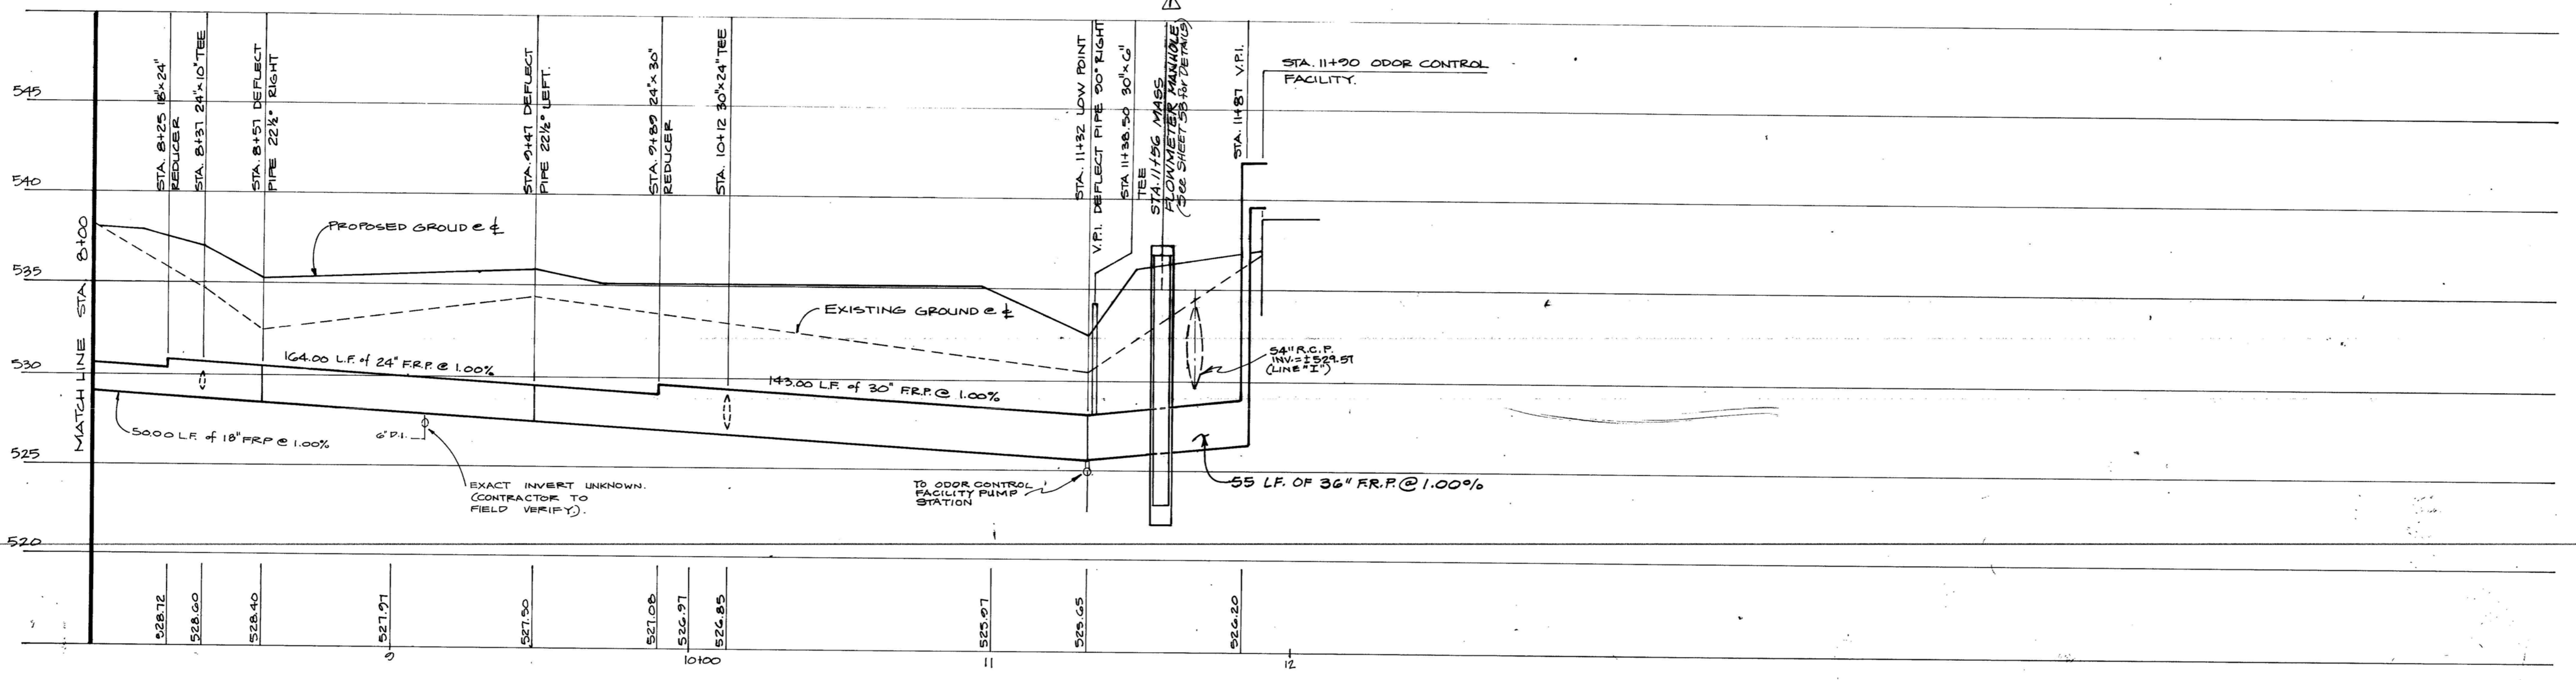 545
540
535
530
525
520
MATCH LINE STA. 8+00
STA. 8+25 18"x24"
REDUCER
STA. 8+37 24"x10" TEE
STA. 8+57 DEFLECT
PIPE 22½° RIGHT
STA. 9+47 DEFLECT
PIPE 22½° LEFT.
STA. 9+89 24"x30"
REDUCER
STA. 10+12 30"x24" TEE
STA. 11+32 LOW POINT
V.P.I. DEFLECT PIPE 90° RIGHT
STA 11+38.50 30"x6"
TEE
STA. 11+56 MASS
FLOWMETER MANHOLE
(See SHEET 5B for DETAILS)
STA. 11+87 V.P.I.
STA. 11+90 ODOR CONTROL
FACILITY.
PROPOSED GROUD @ ℄
EXISTING GROUND @ ℄
164.00 L.F. of 24" F.R.P. @ 1.00%
143.00 L.F. of 30" F.R.P. @ 1.00%
54" R.C.P.
INV.=±529.57
(LINE "I")
50.00 L.F. of 18" FRP @ 1.00%
6" D.I.
EXACT INVERT UNKNOWN.
(CONTRACTOR TO
FIELD VERIFY).
TO ODOR CONTROL
FACILITY PUMP
STATION
55 L.F. OF 36" F.R.P. @ 1.00%
528.72
528.60
528.40
527.97
527.50
527.08
526.97
526.85
525.97
525.65
526.20
9
10+00
11
12